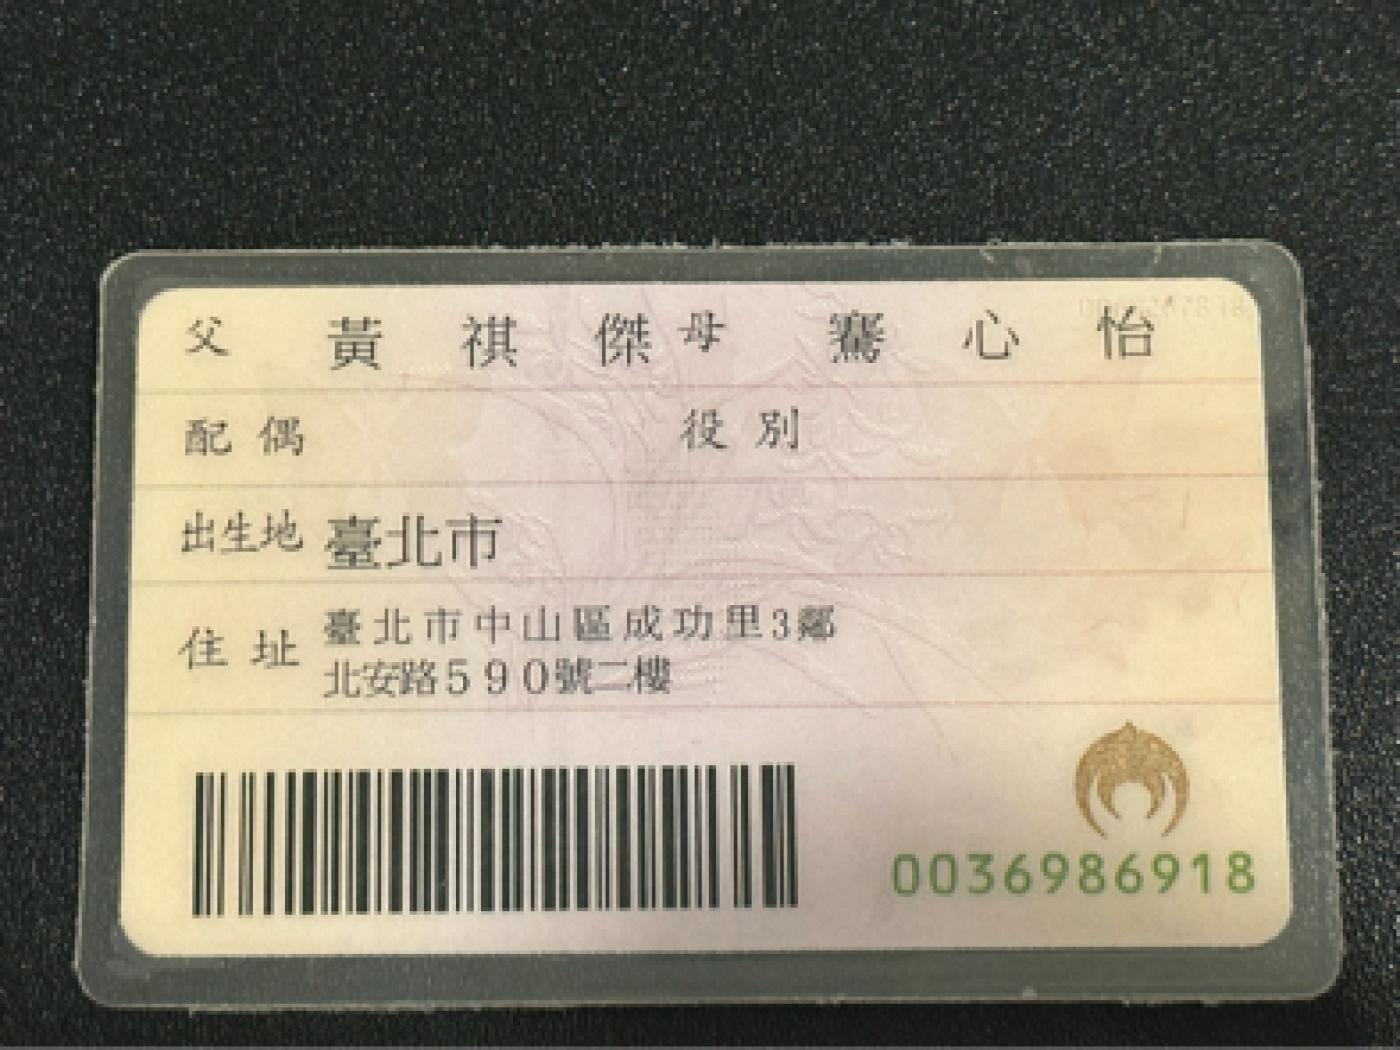 父 黃祺傑 母 騫心怡
配偶 役別
出生地 臺北市
住址 臺北市中山區成功里3鄰
北安路590號二樓
0036986918